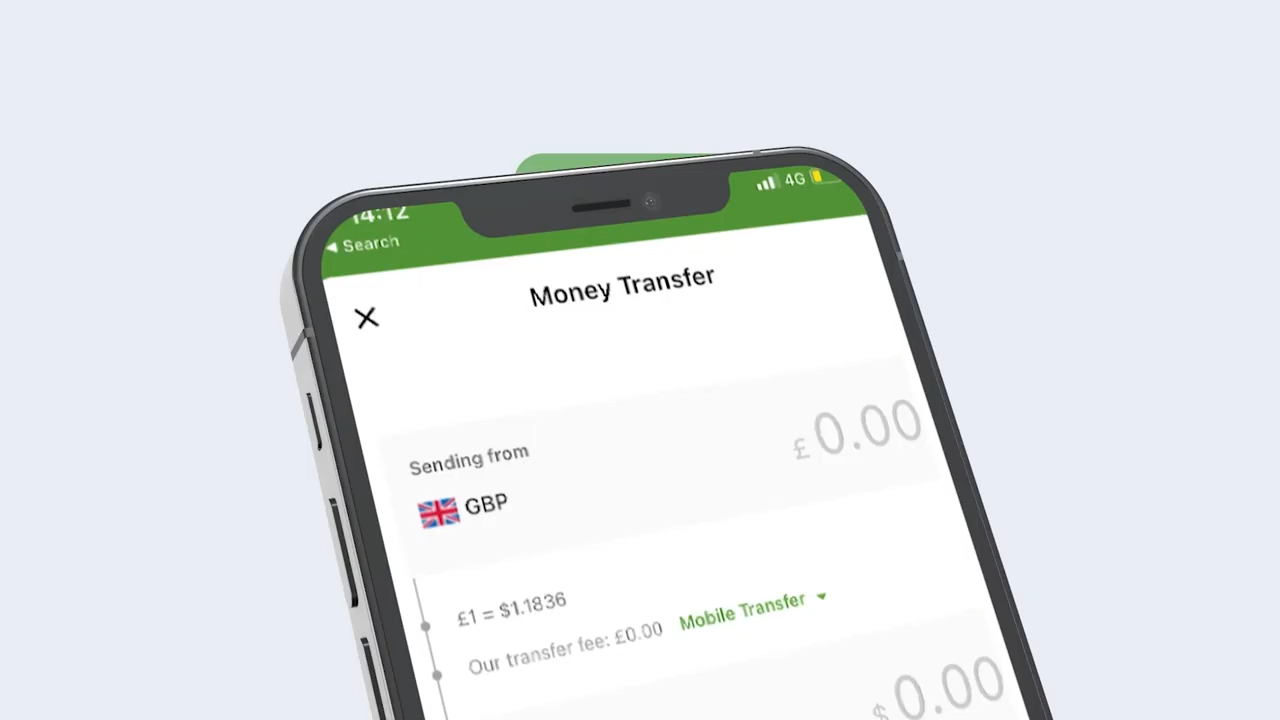 14:12
4G
◀ Search
Money Transfer
£0.00
Sending from
GBP
£1 = $1.1836
Our transfer fee: £0.00 Mobile Transfer
$0.00